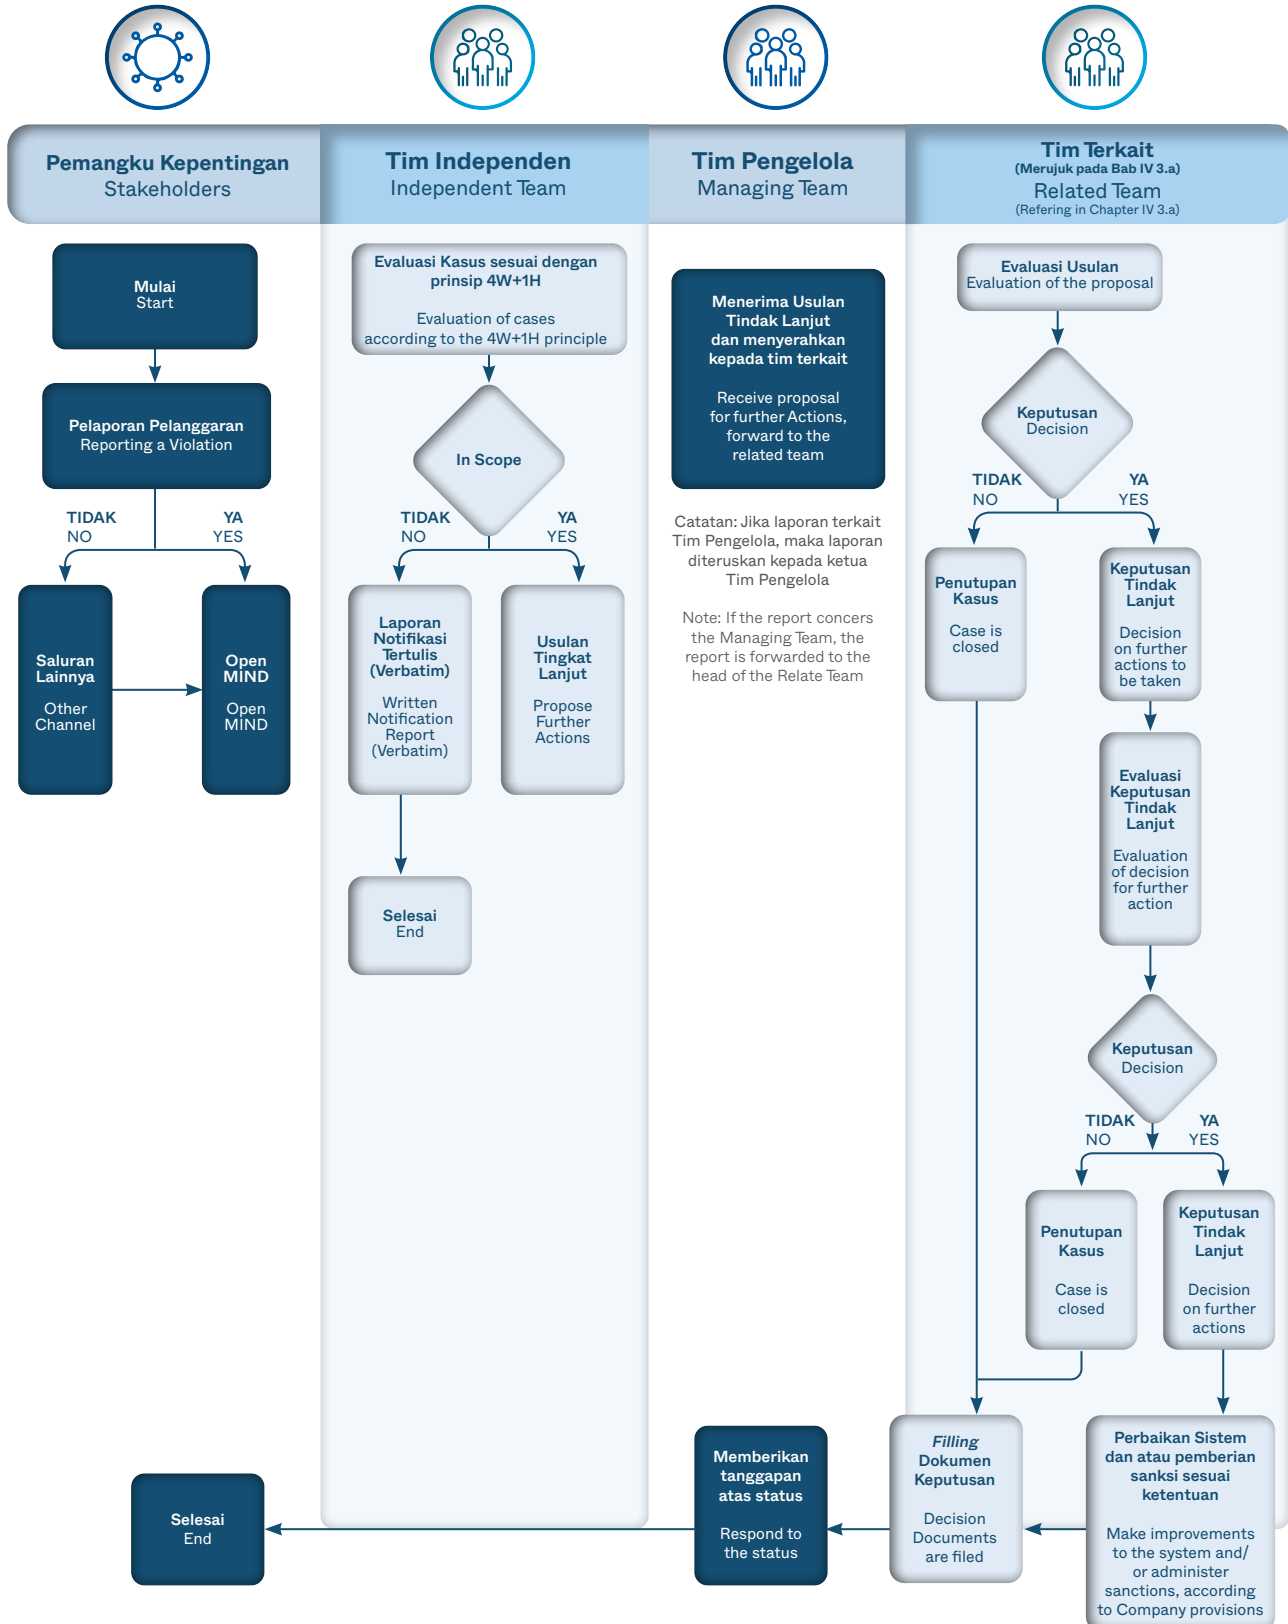 Pemangku Kepentingan
Stakeholders
Tim Independen
Independent Team
Tim Pengelola
Managing Team
Tim Terkait
(Merujuk pada Bab IV 3.a)
Related Team
(Refering in Chapter IV 3.a)
Mulai
Start
Pelaporan Pelanggaran
Reporting a Violation
TIDAK
NO
YA
YES
Saluran
Lainnya
Other
Channel
Open
MIND
Open
MIND
Evaluasi Kasus sesuai dengan
prinsip 4W+1H
Evaluation of cases
according to the 4W+1H principle
In Scope
TIDAK
NO
YA
YES
Laporan
Notifikasi
Tertulis
(Verbatim)
Written
Notification
Report
(Verbatim)
Usulan
Tingkat
Lanjut
Propose
Further
Actions
Selesai
End
Menerima Usulan
Tindak Lanjut
dan menyerahkan
kepada tim terkait
Receive proposal
for further Actions,
forward to the
related team
Catatan: Jika laporan terkait
Tim Pengelola, maka laporan
diteruskan kepada ketua
Tim Pengelola
Note: If the report concers
the Managing Team, the
report is forwarded to the
head of the Relate Team
Evaluasi Usulan
Evaluation of the proposal
Keputusan
Decision
TIDAK
NO
YA
YES
Penutupan
Kasus
Case is
closed
Keputusan
Tindak
Lanjut
Decision
on further
actions to
be taken
Evaluasi
Keputusan
Tindak
Lanjut
Evaluation
of decision
for further
action
Keputusan
Decision
TIDAK
NO
YA
YES
Penutupan
Kasus
Case is
closed
Keputusan
Tindak
Lanjut
Decision
on further
actions
Selesai
End
Memberikan
tanggapan
atas status
Respond to
the status
Filling
Dokumen
Keputusan
Decision
Documents
are filed
Perbaikan Sistem
dan atau pemberian
sanksi sesuai
ketentuan
Make improvements
to the system and/
or administer
sanctions, according
to Company provisions